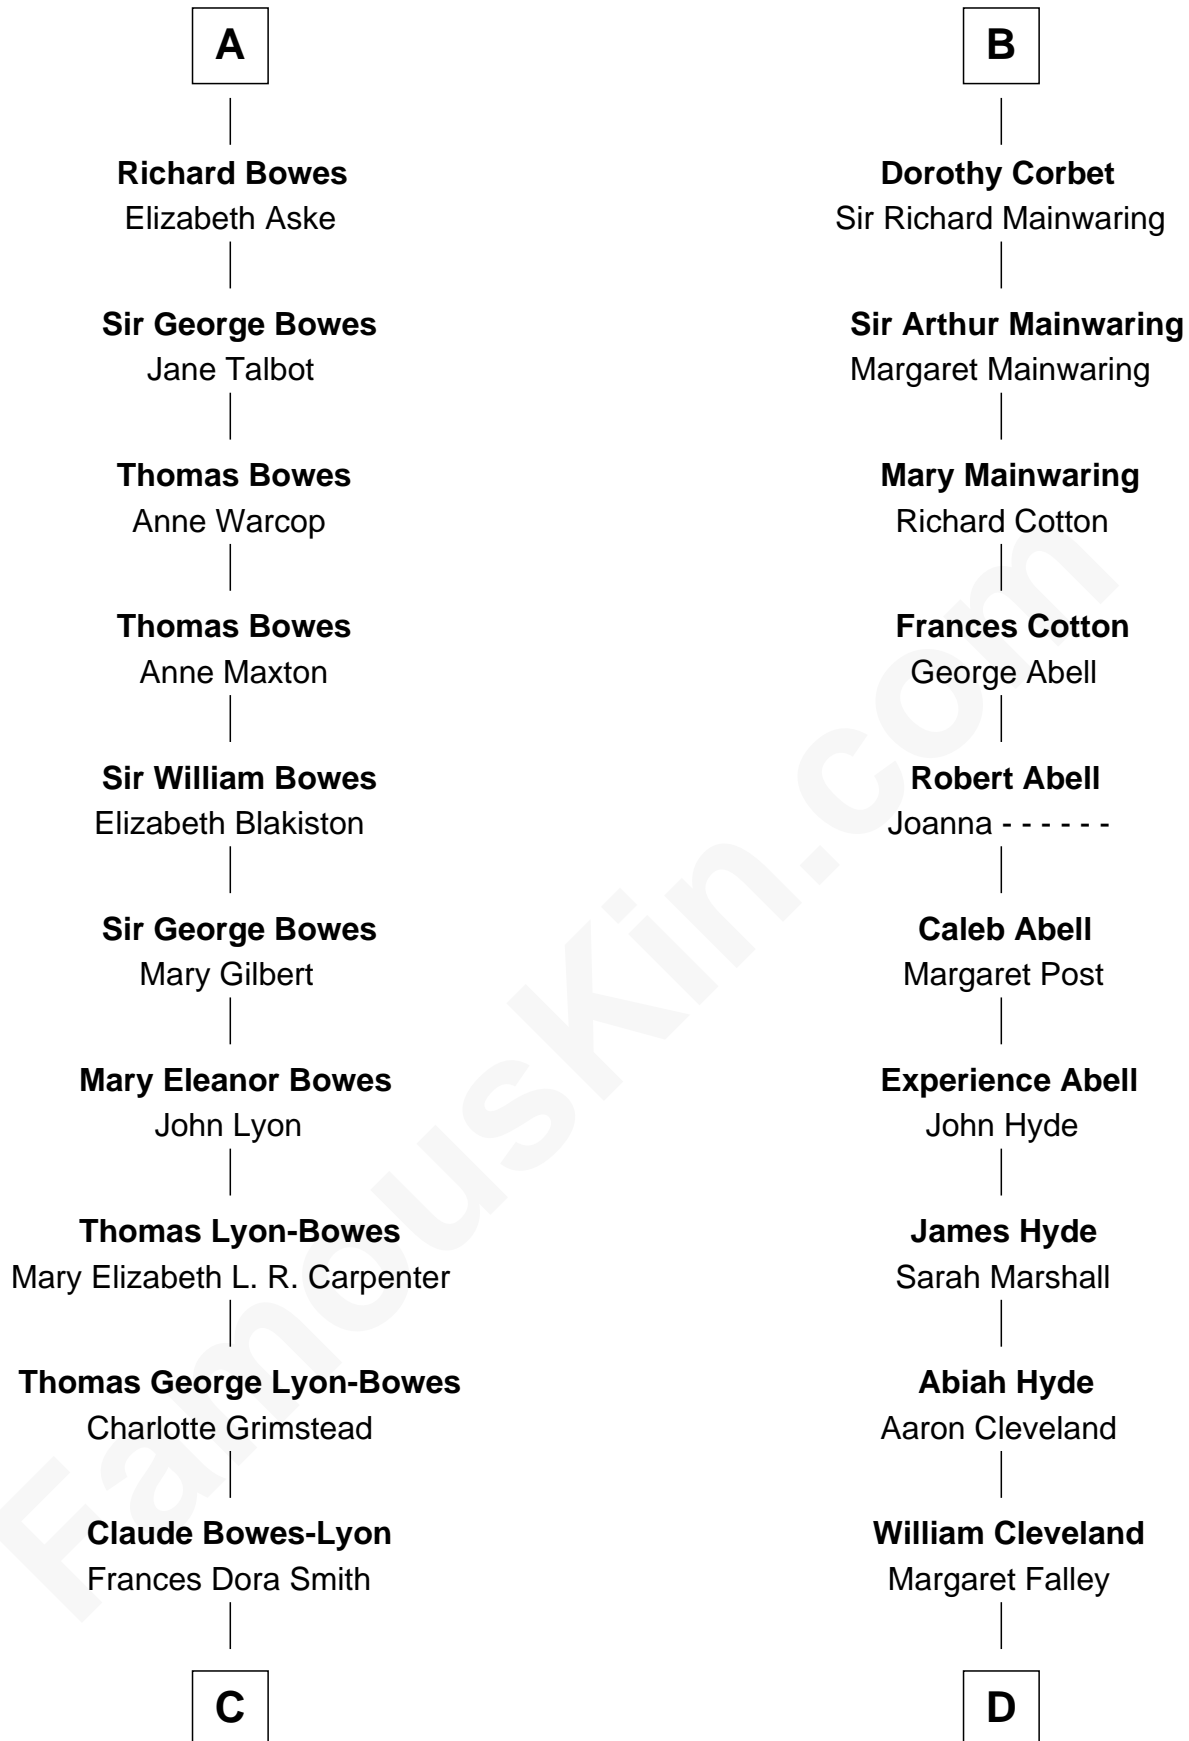 A
Richard Bowes
Elizabeth Aske
Sir George Bowes
Jane Talbot
Thomas Bowes
Anne Warcop
Thomas Bowes
Anne Maxton
Sir William Bowes
Elizabeth Blakiston
Sir George Bowes
Mary Gilbert
Mary Eleanor Bowes
John Lyon
Thomas Lyon-Bowes
Mary Elizabeth L. R. Carpenter
Thomas George Lyon-Bowes
Charlotte Grimstead
Claude Bowes-Lyon
Frances Dora Smith
C
B
Dorothy Corbet
Sir Richard Mainwaring
Sir Arthur Mainwaring
Margaret Mainwaring
Mary Mainwaring
Richard Cotton
Frances Cotton
George Abell
Robert Abell
Joanna - - - - - -
Caleb Abell
Margaret Post
Experience Abell
John Hyde
James Hyde
Sarah Marshall
Abiah Hyde
Aaron Cleveland
William Cleveland
Margaret Falley
D
FamousKin.com